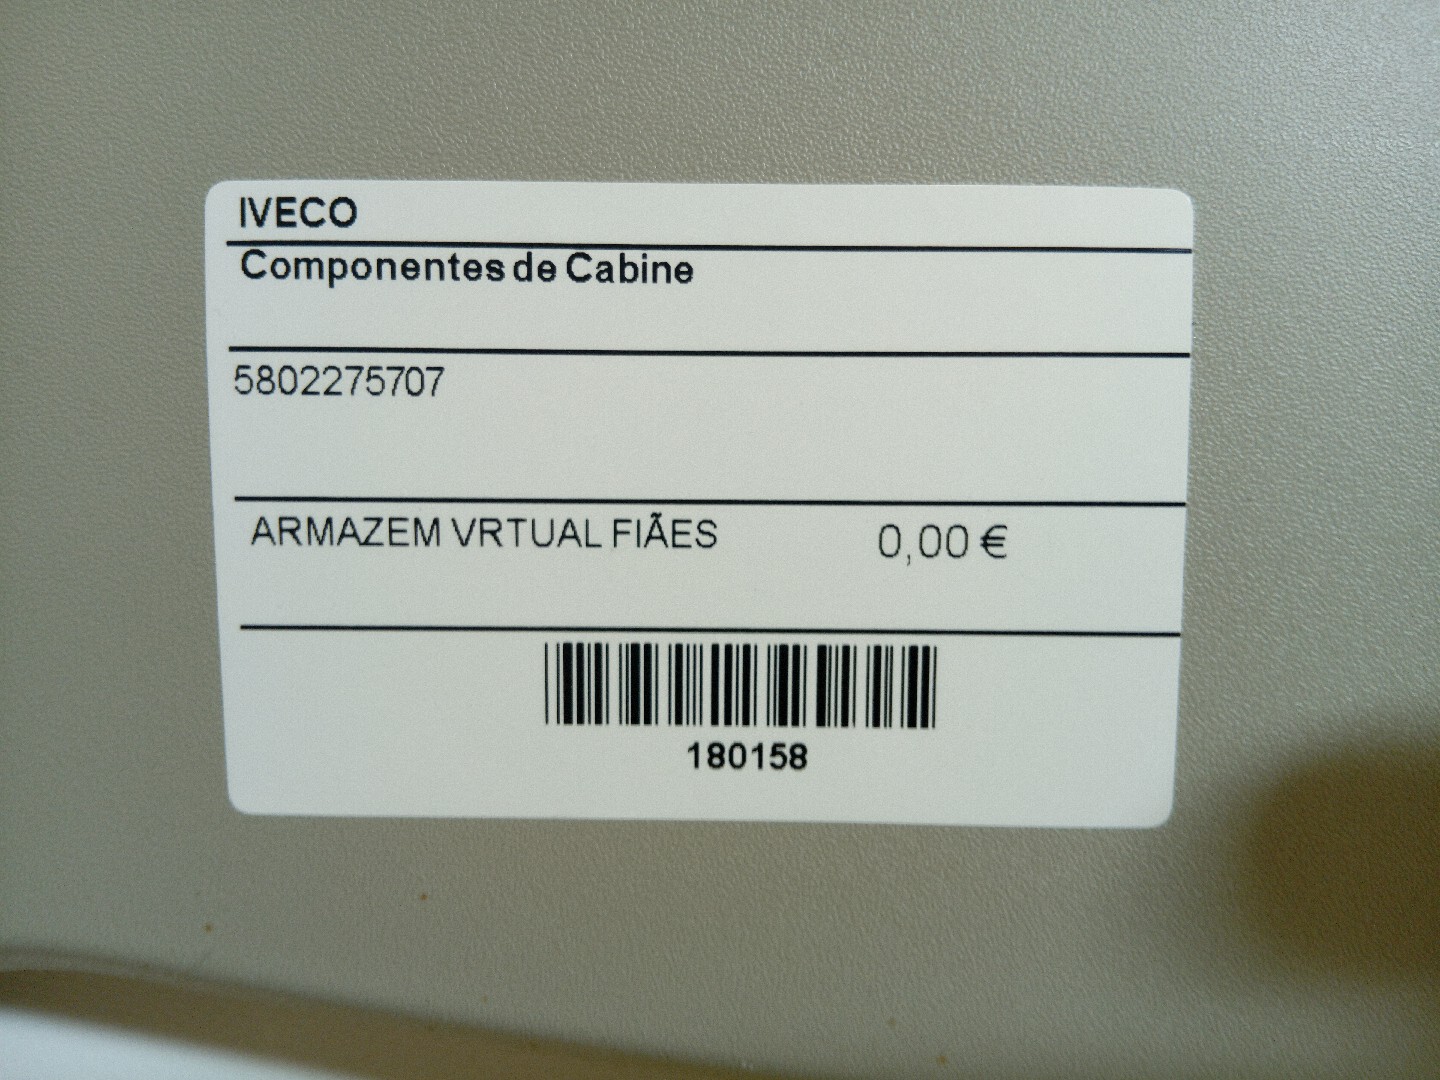 IVECO
Componentes de Cabine
5802275707
ARMAZEM VRTUAL FIÃES 0,00 €
180158